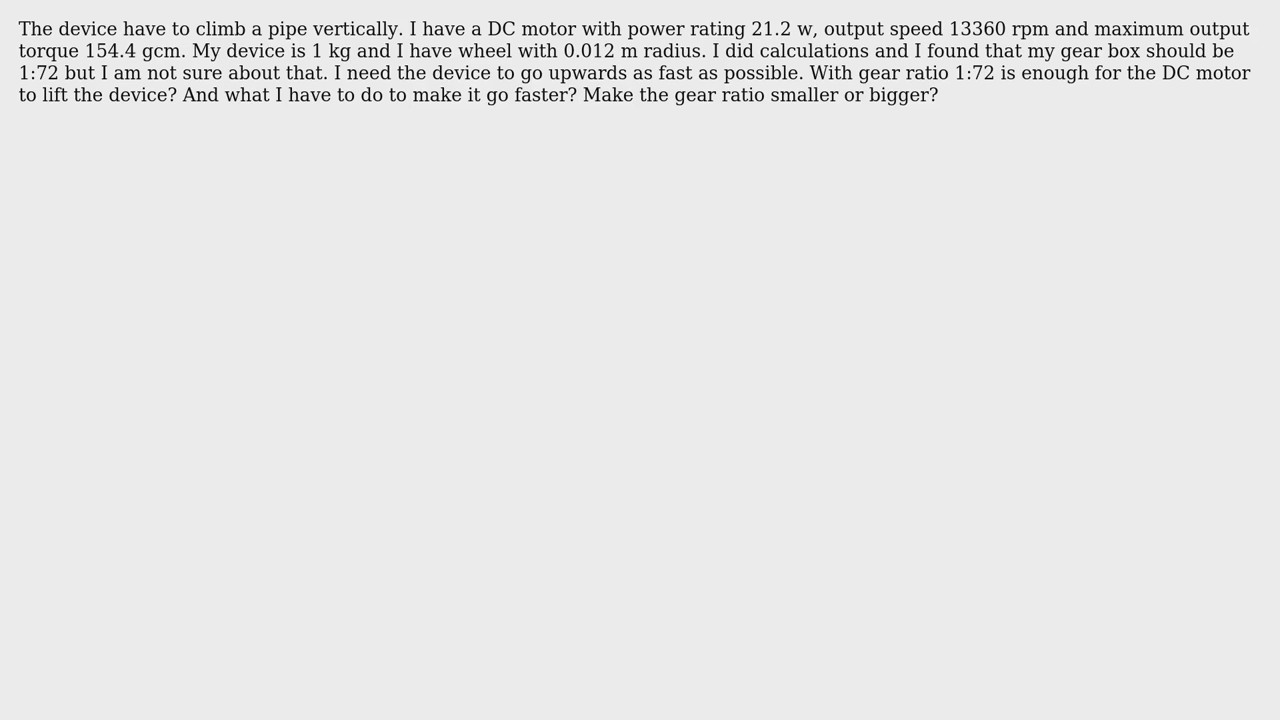 The device have to climb a pipe vertically. I have a DC motor with power rating 21.2 w, output speed 13360 rpm and maximum output
torque 154.4 gcm. My device is 1 kg and I have wheel with 0.012 m radius. I did calculations and I found that my gear box should be
1:72 but I am not sure about that. I need the device to go upwards as fast as possible. With gear ratio 1:72 is enough for the DC motor
to lift the device? And what I have to do to make it go faster? Make the gear ratio smaller or bigger?